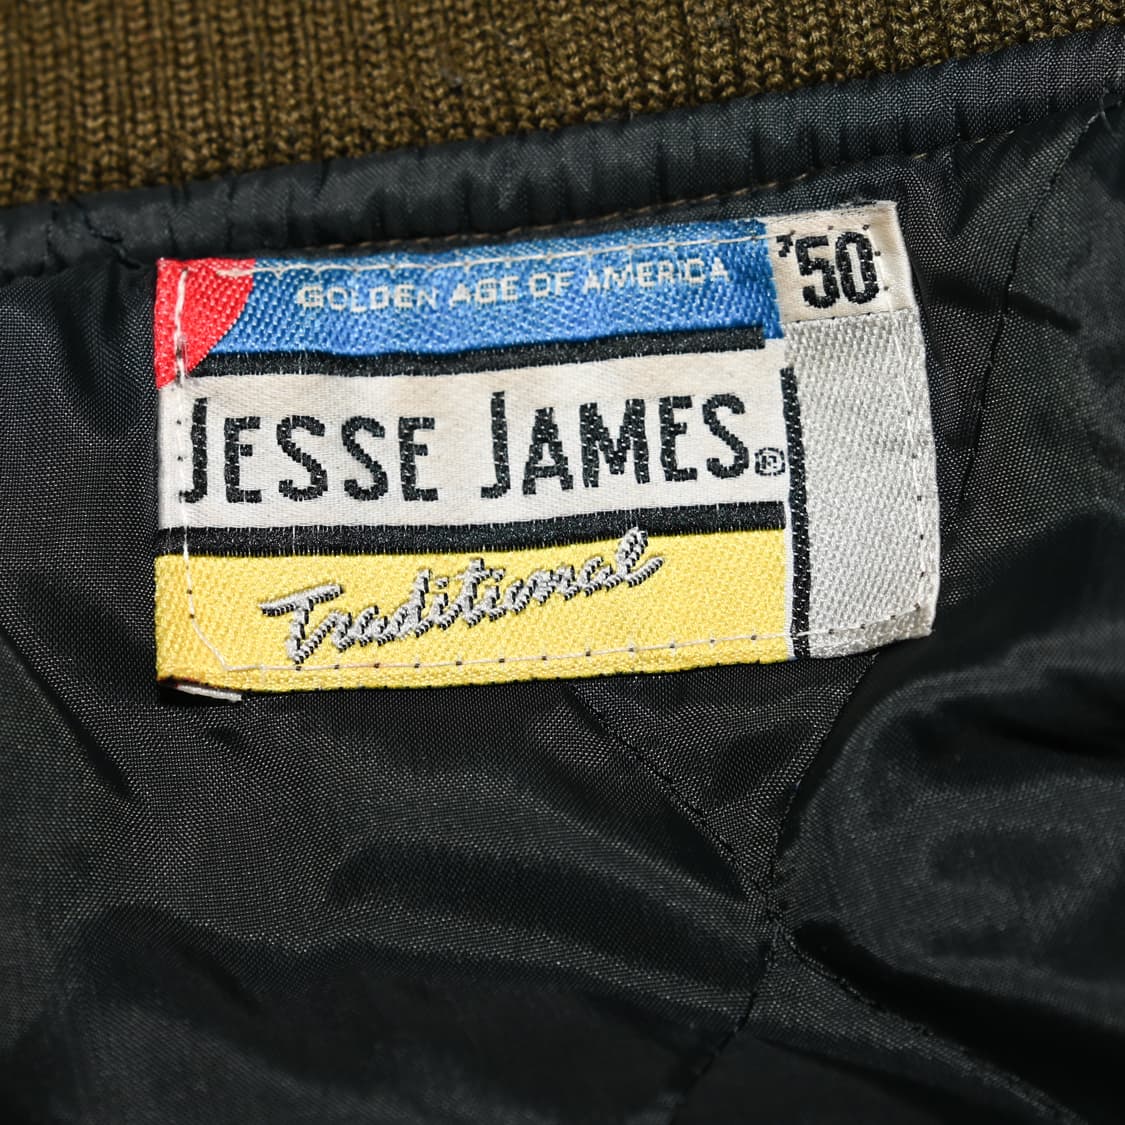 GOLDEN AGE OF AMERICA
'50
JESSE JAMES®
Traditional